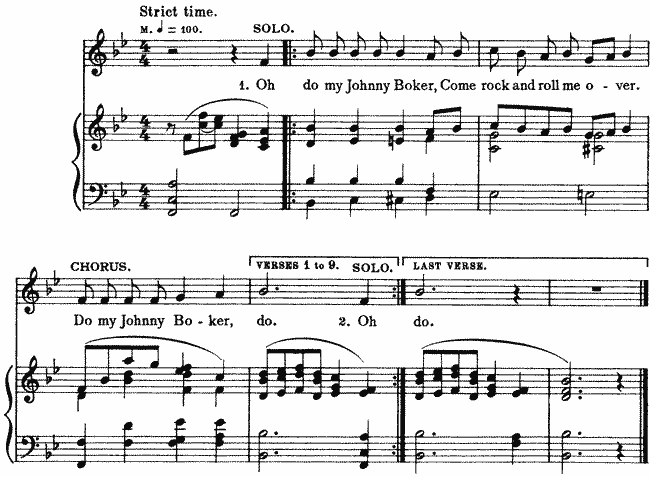 Strict time.
M. ♩ = 100.
SOLO.
1. Oh do my Johnny Boker, Come rock and roll me o - ver.
CHORUS.
VERSES 1 to 9. SOLO.
LAST VERSE.
Do my Johnny Bo - ker, do. 2. Oh do.